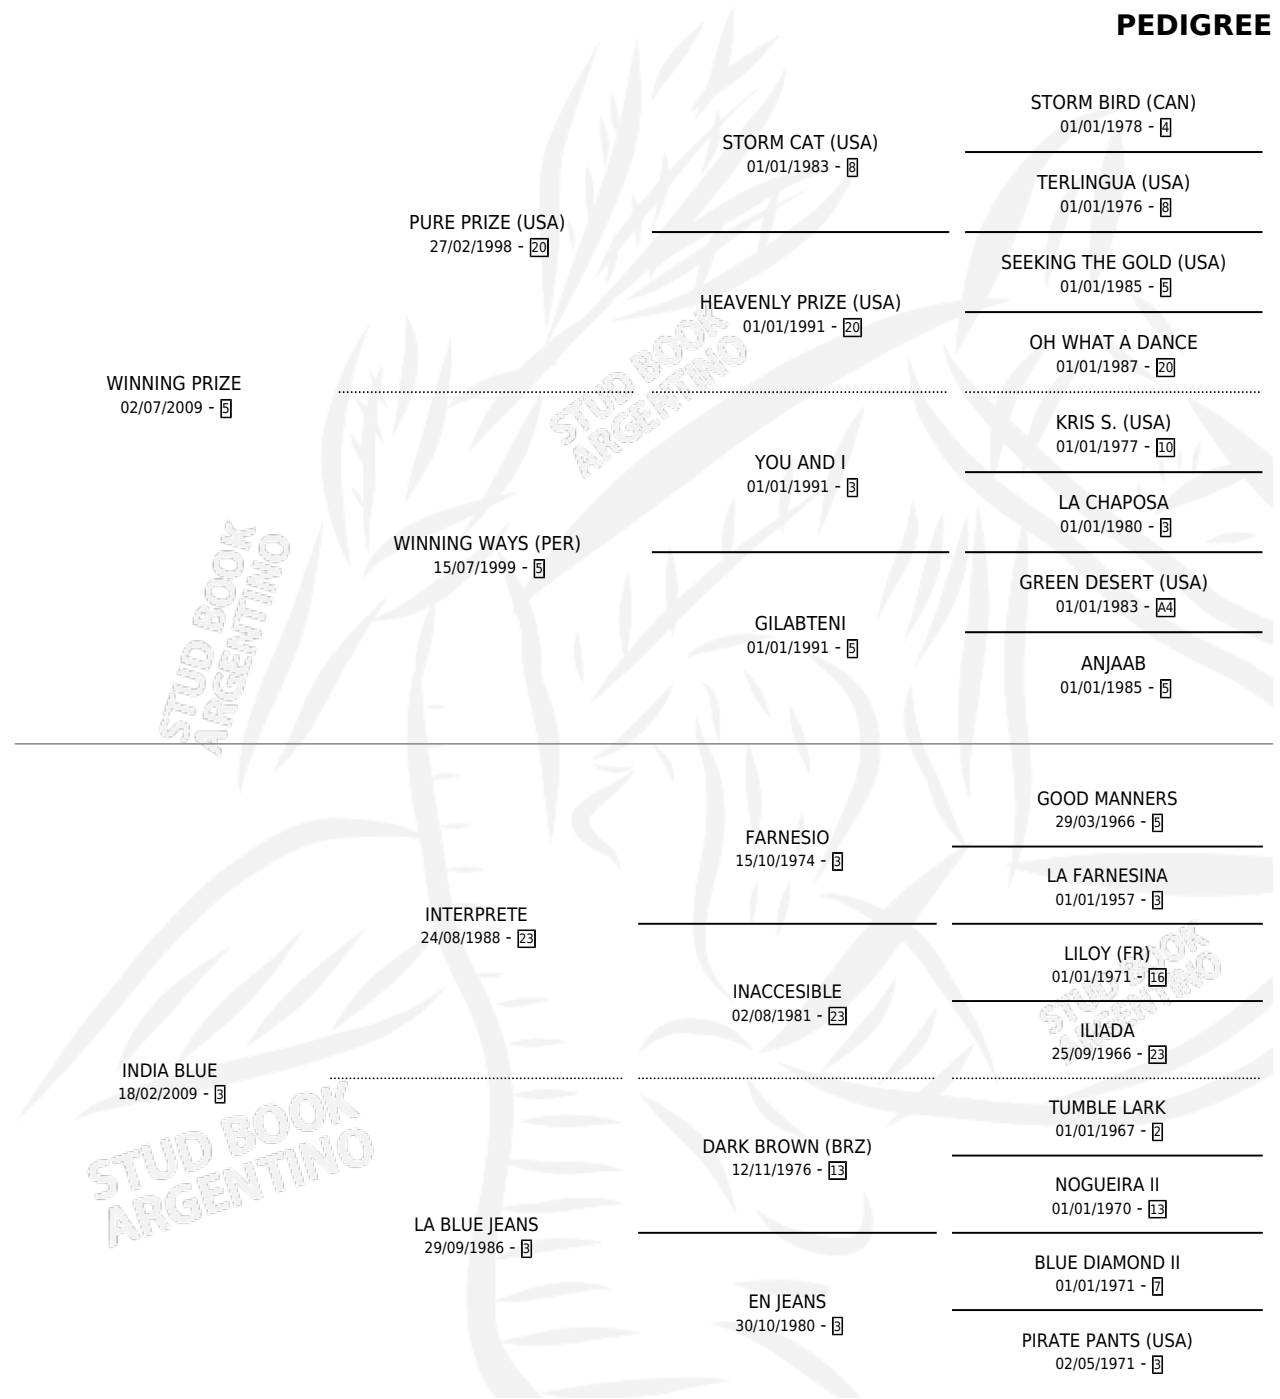 PEDIGREE
STORM BIRD (CAN)
01/01/1978 - 4
STORM CAT (USA)
01/01/1983 - 8
TERLINGUA (USA)
01/01/1976 - 8
PURE PRIZE (USA)
27/02/1998 - 20
SEEKING THE GOLD (USA)
01/01/1985 - 5
HEAVENLY PRIZE (USA)
01/01/1991 - 20
OH WHAT A DANCE
01/01/1987 - 20
WINNING PRIZE
02/07/2009 - 5
KRIS S. (USA)
01/01/1977 - 10
YOU AND I
01/01/1991 - 3
LA CHAPOSA
01/01/1980 - 3
WINNING WAYS (PER)
15/07/1999 - 5
GREEN DESERT (USA)
01/01/1983 - A4
GILABTENI
01/01/1991 - 5
ANJAAB
01/01/1985 - 5
GOOD MANNERS
29/03/1966 - 5
FARNESIO
15/10/1974 - 3
LA FARNESINA
01/01/1957 - 3
INTERPRETE
24/08/1988 - 23
LILOY (FR)
01/01/1971 - 16
INACCESIBLE
02/08/1981 - 23
ILIADA
25/09/1966 - 23
INDIA BLUE
18/02/2009 - 3
TUMBLE LARK
01/01/1967 - 2
DARK BROWN (BRZ)
12/11/1976 - 13
NOGUEIRA II
01/01/1970 - 13
LA BLUE JEANS
29/09/1986 - 3
BLUE DIAMOND II
01/01/1971 - 7
EN JEANS
30/10/1980 - 3
PIRATE PANTS (USA)
02/05/1971 - 3
STUD BOOK
ARGENTINO
STUD BOOK
ARGENTINO
STUD BOOK
ARGENTINO
STUD BOOK
ARGENTINO